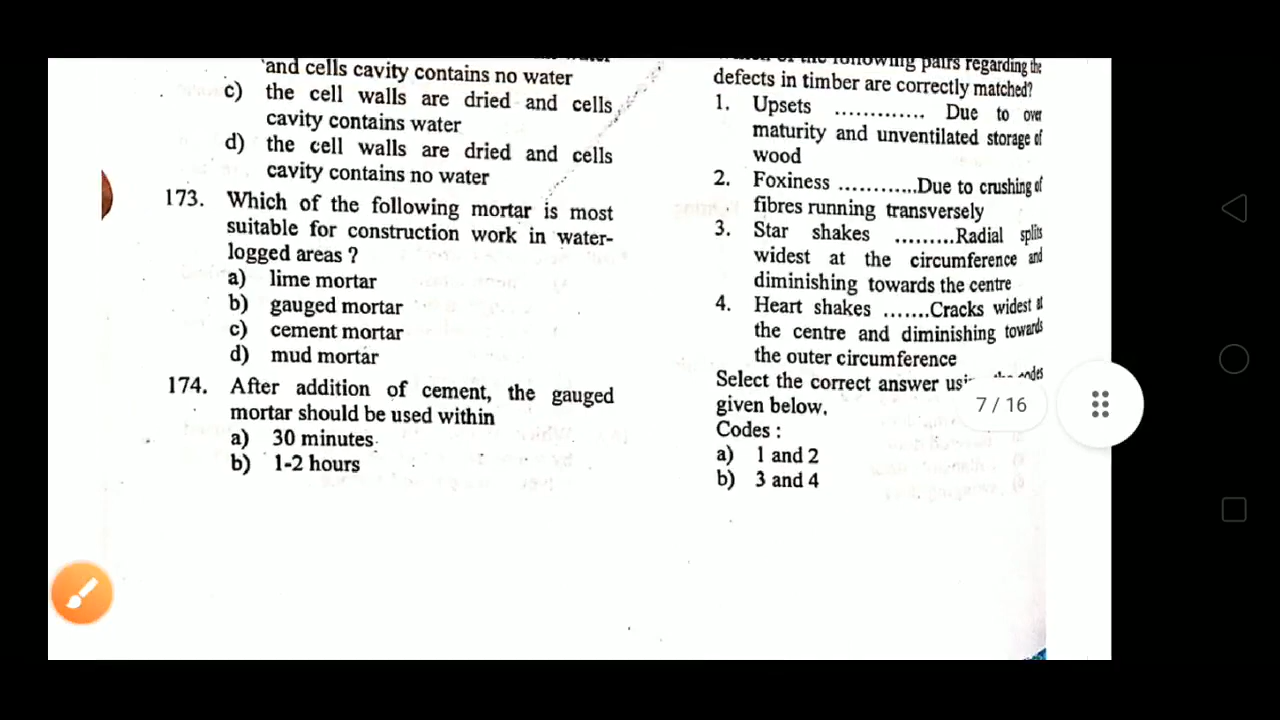 and cells cavity contains no water
c) the cell walls are dried and cells
cavity contains water
d) the cell walls are dried and cells
cavity contains no water
173. Which of the following mortar is most
suitable for construction work in water-
logged areas ?
a) lime mortar
b) gauged mortar
c) cement mortar
d) mud mortar
174. After addition of cement, the gauged
mortar should be used within
a) 30 minutes
b) 1-2 hours
the following pairs regarding the
defects in timber are correctly matched?
1. Upsets ............. Due to over
maturity and unventilated storage of
wood
2. Foxiness ............Due to crushing of
fibres running transversely
3. Star shakes .........Radial splits
widest at the circumference and
diminishing towards the centre
4. Heart shakes .......Cracks widest at
the centre and diminishing towards
the outer circumference
Select the correct answer codes
given below.
Codes :
a) 1 and 2
b) 3 and 4
7 / 16